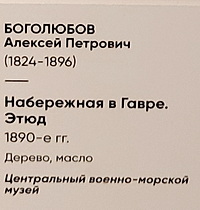 БОГОЛЮБОВ
Алексей Петрович
(1824-1896)
Набережная в Гавре.
Этюд
1890-е гг.
Дерево, масло
Центральный военно-морской
музей